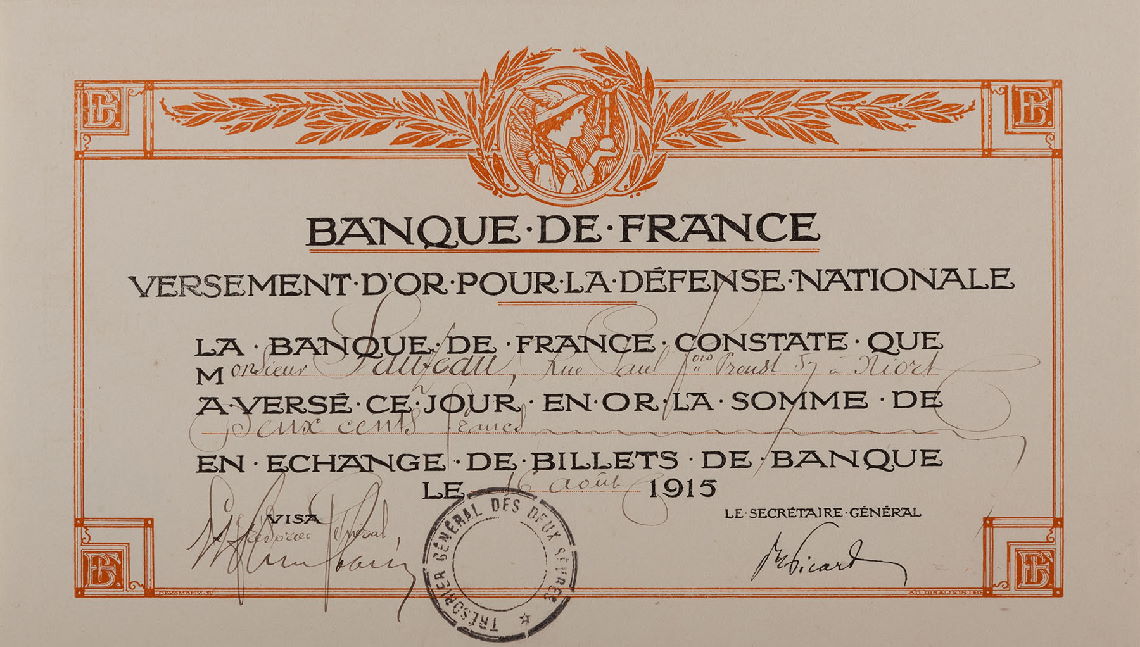 BANQUE·DE·FRANCE
VERSEMENT·D'OR·POUR·LA·DÉFENSE·NATIONALE
LA·BANQUE·DE·FRANCE·CONSTATE·QUE
Monsieur Rue Paul Proust 57 à Niort
A·VERSÉ·CE·JOUR·EN·OR·LA·SOMME·DE
Deux cents francs
EN·ECHANGE·DE·BILLETS·DE·BANQUE
LE 16 août 1915
VISA
LE·SECRÉTAIRE·GÉNÉRAL
Picard
TRÉSORIER GÉNÉRAL DES DEUX SÈVRES